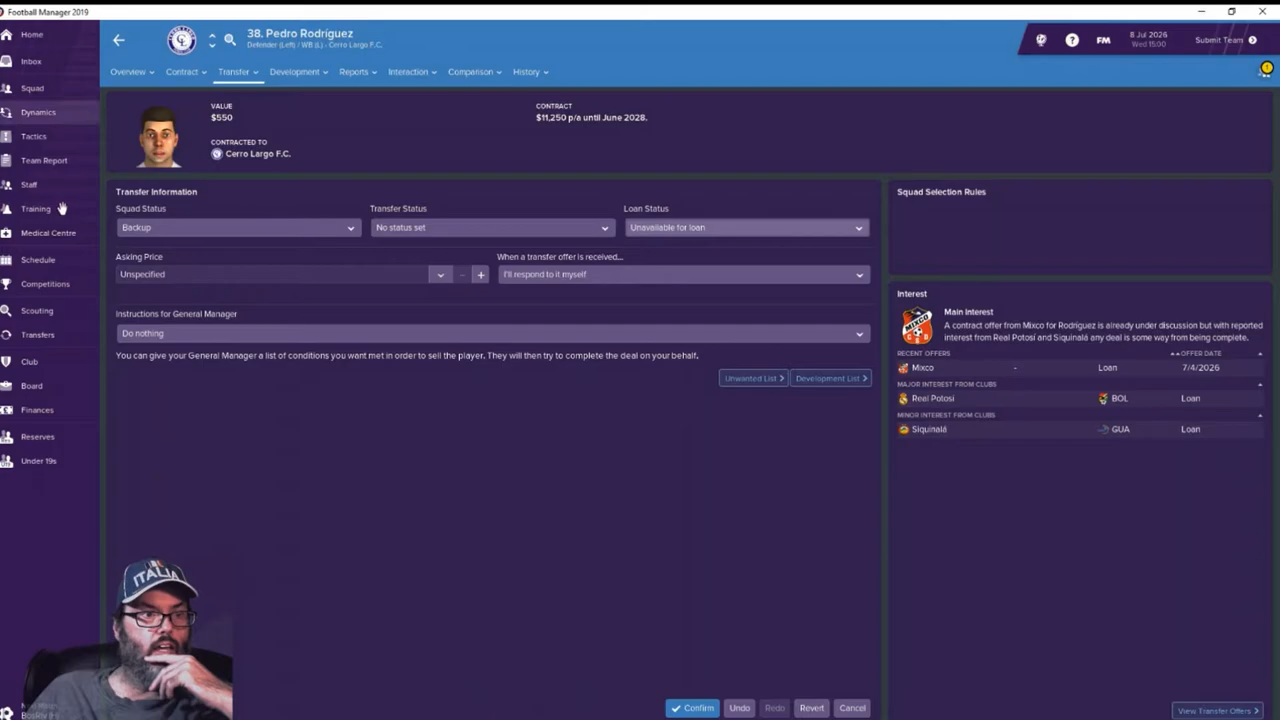 Football Manager 2019
Home
Inbox
Squad
Dynamics
Tactics
Team Report
Staff
Training
Medical Centre
Schedule
Competitions
Scouting
Transfers
Club
Board
Finances
Reserves
Under 19s
38. Pedro Rodríguez
Defender (Left) / WB (L) - Cerro Largo F.C.
FM
8 Jul 2026
Wed 15:00
Submit Team
Overview
Contract
Transfer
Development
Reports
Interaction
Comparison
History
VALUE
$550
CONTRACTED TO
Cerro Largo F.C.
CONTRACT
$11,250 p/a until June 2028.
Transfer Information
Squad Status
Transfer Status
Loan Status
Backup
No status set
Unavailable for loan
Asking Price
When a transfer offer is received...
Unspecified
I'll respond to it myself
Instructions for General Manager
Do nothing
You can give your General Manager a list of conditions you want met in order to sell the player. They will then try to complete the deal on your behalf.
Unwanted List
Development List
Squad Selection Rules
Interest
MIXCO
Main Interest
A contract offer from Mixco for Rodríguez is already under discussion but with reported
interest from Real Potosí and Siquinalá any deal is some way from being complete.
RECENT OFFERS
OFFER DATE
Mixco - Loan 7/4/2026
MAJOR INTEREST FROM CLUBS
Real Potosí BOL Loan
MINOR INTEREST FROM CLUBS
Siquinalá GUA Loan
ITALIA
Confirm
Undo
Redo
Revert
Cancel
View Transfer Offers